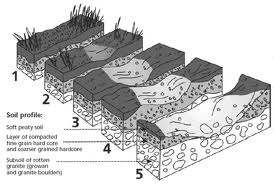 1
2
3
4
5
Soil profile:
Soft peaty soil
Layer of compacted
fine grain hard core
and coarser grained hardcore
Subsoil of rotten
granite (growan
and granite boulders)